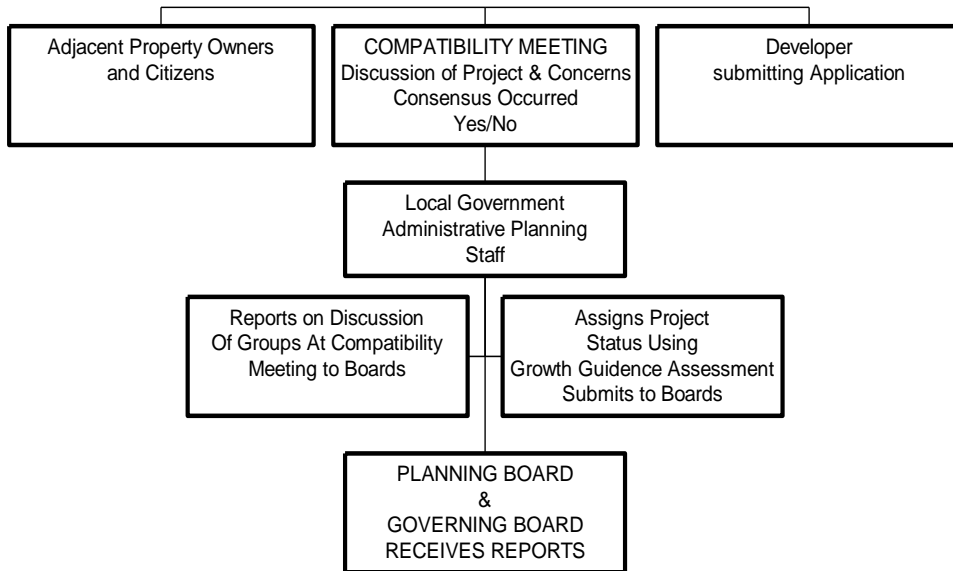 Adjacent Property Owners
and Citizens
COMPATIBILITY MEETING
Discussion of Project & Concerns
Consensus Occurred
Yes/No
Developer
submitting Application
Local Government
Administrative Planning
Staff
Reports on Discussion
Of Groups At Compatibility
Meeting to Boards
Assigns Project
Status Using
Growth Guidence Assessment
Submits to Boards
PLANNING BOARD
&
GOVERNING BOARD
RECEIVES REPORTS